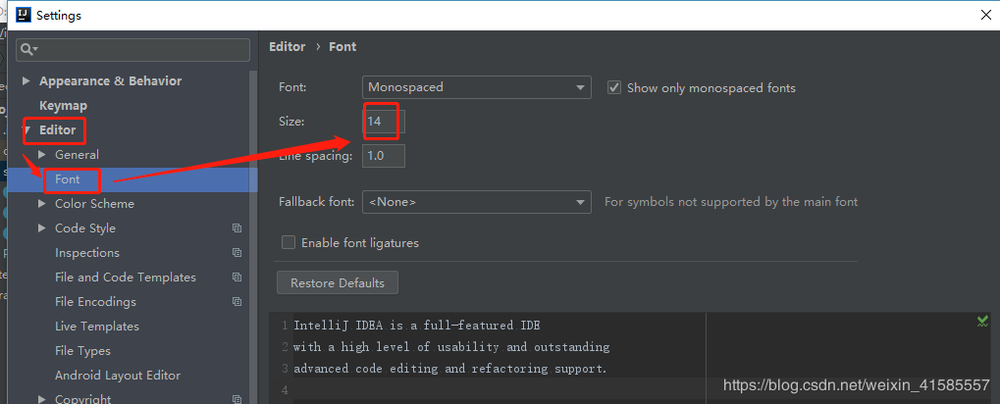 Settings
Editor › Font
Appearance & Behavior
Keymap
Editor
General
Font
Color Scheme
Code Style
Inspections
File and Code Templates
File Encodings
Live Templates
File Types
Android Layout Editor
Copyright
Font: Monospaced Show only monospaced fonts
Size: 14
Line spacing: 1.0
Fallback font: <None> For symbols not supported by the main font
Enable font ligatures
Restore Defaults
1 IntelliJ IDEA is a full-featured IDE
2 with a high level of usability and outstanding
3 advanced code editing and refactoring support.
4
https://blog.csdn.net/weixin_41585557